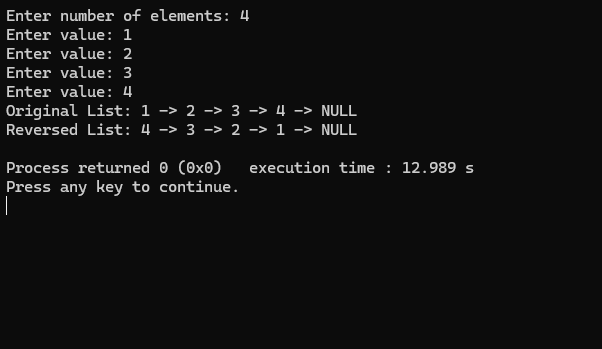 Enter number of elements: 4
Enter value: 1
Enter value: 2
Enter value: 3
Enter value: 4
Original List: 1 -> 2 -> 3 -> 4 -> NULL
Reversed List: 4 -> 3 -> 2 -> 1 -> NULL
Process returned 0 (0x0)   execution time : 12.989 s
Press any key to continue.